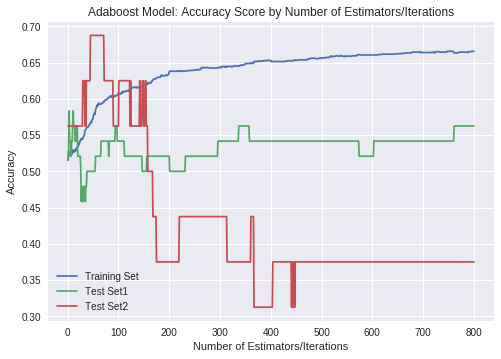 Adaboost Model: Accuracy Score by Number of Estimators/Iterations
Accuracy
0.70
0.65
0.60
0.55
0.50
0.45
0.40
0.35
0.30
Training Set
Test Set1
Test Set2
0 100 200 300 400 500 600 700 800
Number of Estimators/Iterations